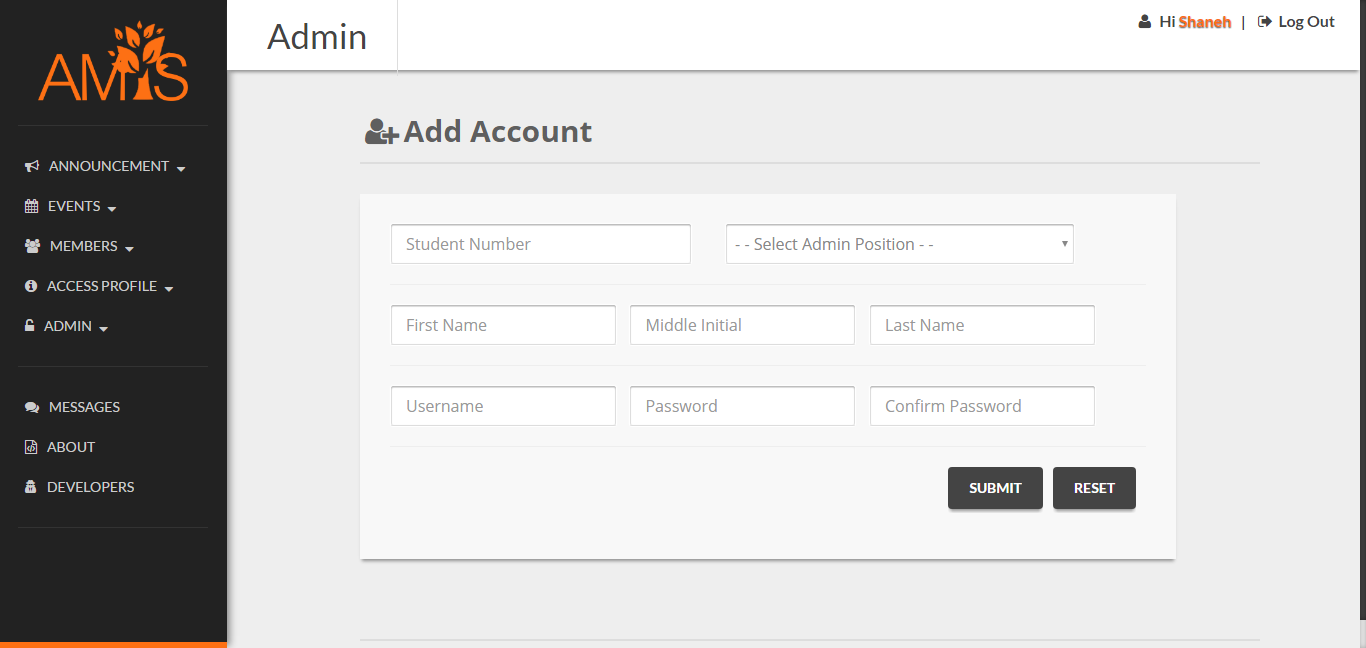 AMIS
Admin
Hi Shaneh | Log Out
Add Account
ANNOUNCEMENT
EVENTS
MEMBERS
ACCESS PROFILE
ADMIN
MESSAGES
ABOUT
DEVELOPERS
Student Number
- - Select Admin Position - -
First Name
Middle Initial
Last Name
Username
Password
Confirm Password
SUBMIT
RESET